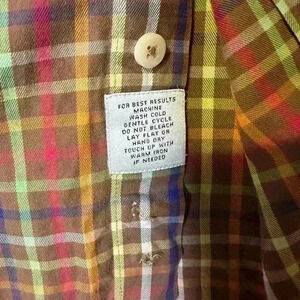 FOR BEST RESULTS
MACHINE
WASH COLD
GENTLE CYCLE
DO NOT BLEACH
LAY FLAT OR
HAND DRY
TOUCH UP WITH
WARM IRON
IF NEEDED